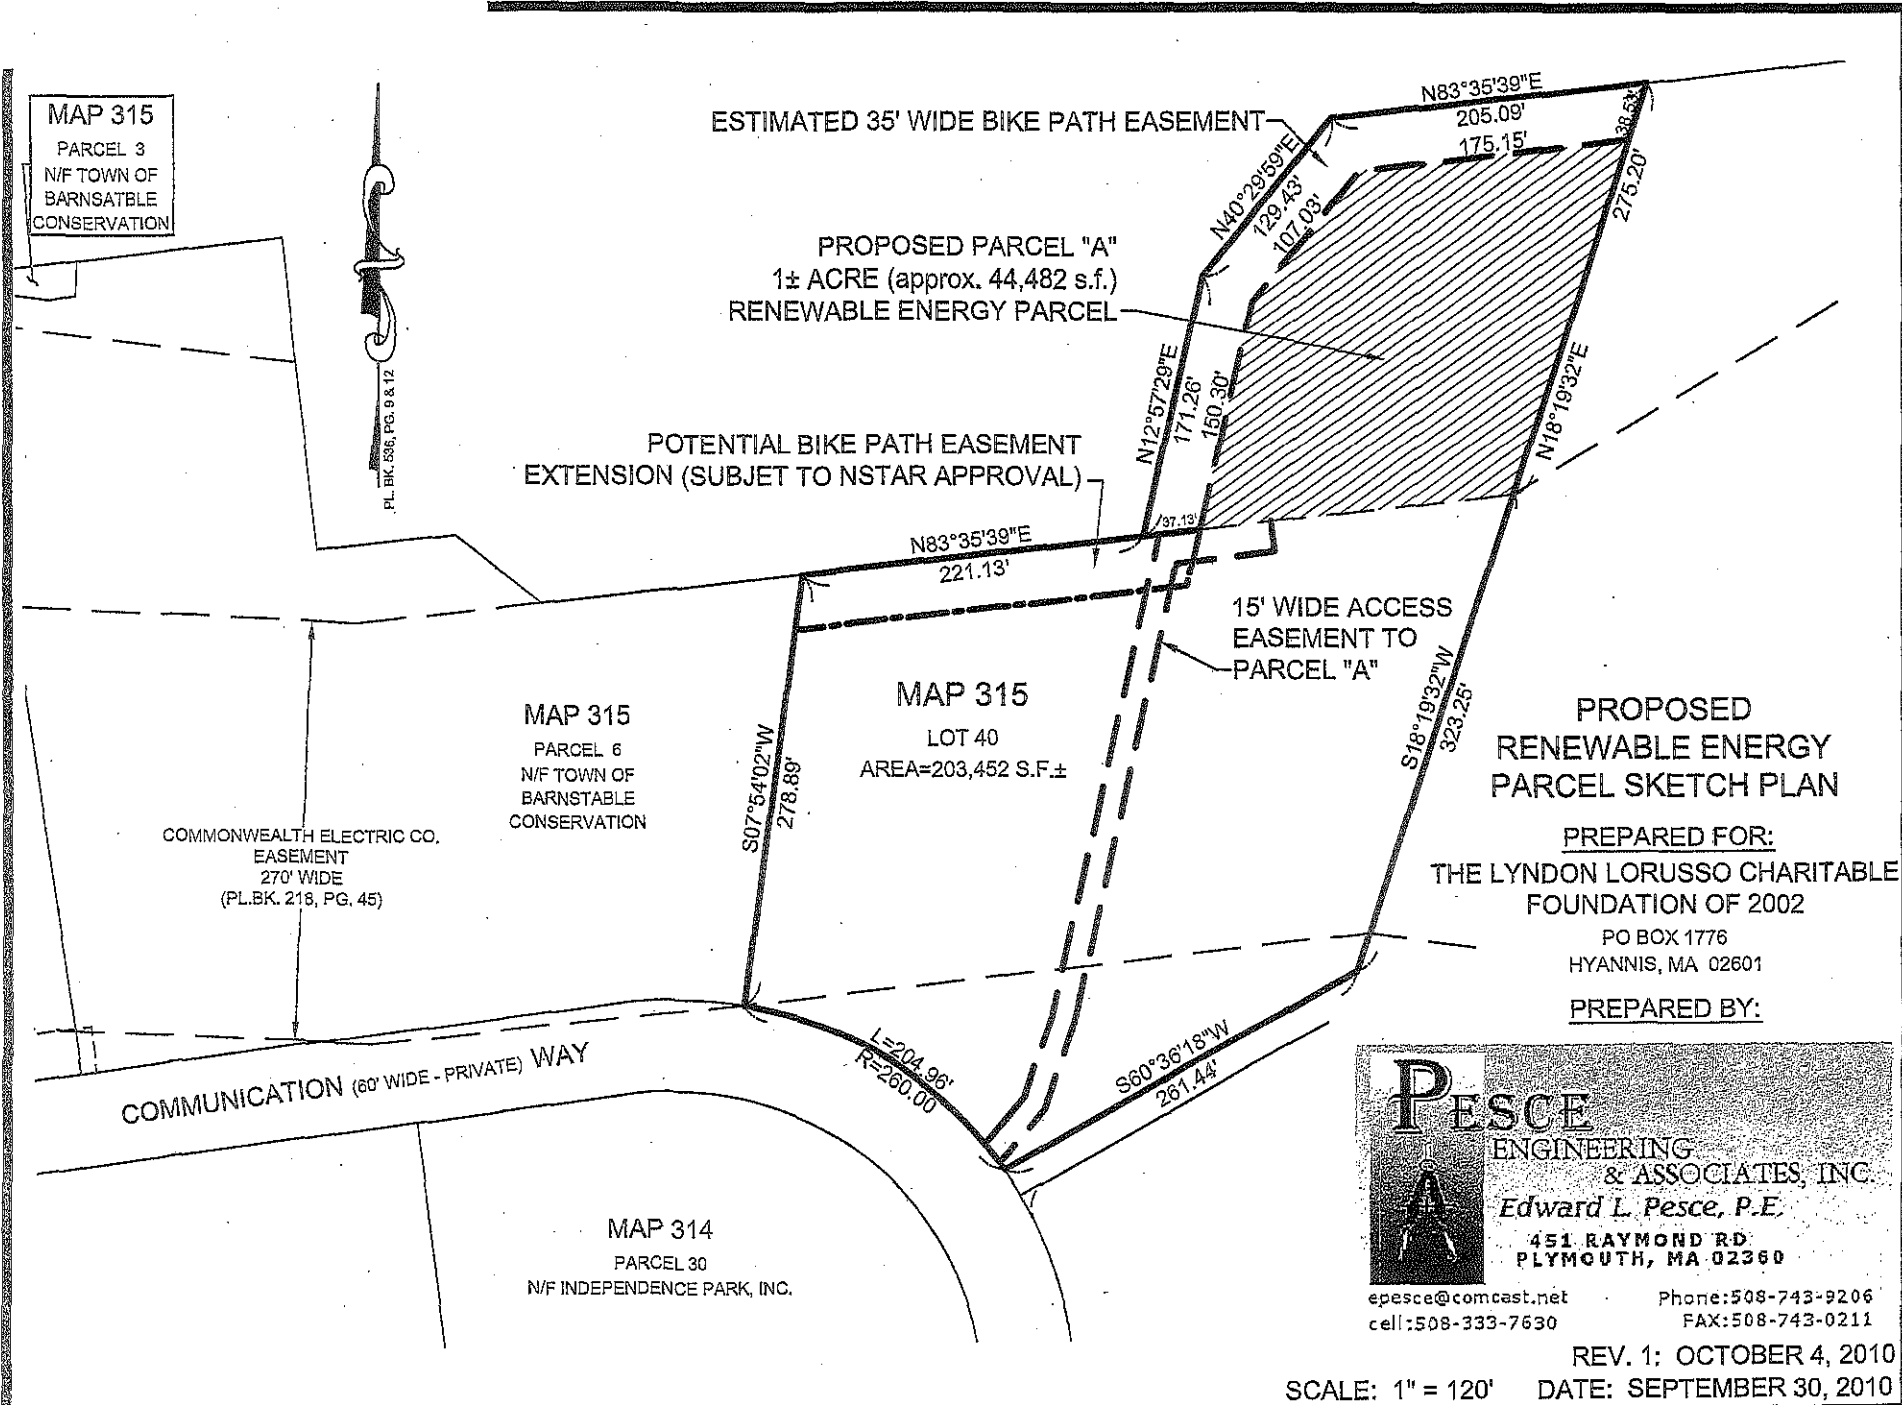 MAP 315
PARCEL 3
N/F TOWN OF
BARNSATBLE
CONSERVATION
PL. BK. 536, PG. 9 & 12
ESTIMATED 35' WIDE BIKE PATH EASEMENT
N83°35'39"E
205.09'
175.15'
38.53'
275.20'
N40°29'59"E
129.43'
107.03'
PROPOSED PARCEL "A"
1± ACRE (approx. 44,482 s.f.)
RENEWABLE ENERGY PARCEL
N12°57'29"E
171.26'
150.30'
N18°19'32"E
POTENTIAL BIKE PATH EASEMENT
EXTENSION (SUBJET TO NSTAR APPROVAL)
37.13'
N83°35'39"E
221.13'
15' WIDE ACCESS
EASEMENT TO
PARCEL "A"
MAP 315
LOT 40
AREA=203,452 S.F.±
MAP 315
PARCEL 6
N/F TOWN OF
BARNSTABLE
CONSERVATION
S07°54'02"W
278.89'
S18°19'32"W
323.25'
COMMONWEALTH ELECTRIC CO.
EASEMENT
270' WIDE
(PL.BK. 218, PG. 45)
PROPOSED
RENEWABLE ENERGY
PARCEL SKETCH PLAN
PREPARED FOR:
THE LYNDON LORUSSO CHARITABLE
FOUNDATION OF 2002
PO BOX 1776
HYANNIS, MA 02601
PREPARED BY:
L=204.96'
R=260.00
S60°36'18"W
261.44'
COMMUNICATION (60' WIDE - PRIVATE) WAY
MAP 314
PARCEL 30
N/F INDEPENDENCE PARK, INC.
PESCE
ENGINEERING
& ASSOCIATES, INC.
Edward L. Pesce, P.E.
451 RAYMOND RD
PLYMOUTH, MA 02360
epesce@comcast.net Phone:508-743-9206
cell:508-333-7630 FAX:508-743-0211
REV. 1: OCTOBER 4, 2010
SCALE: 1" = 120' DATE: SEPTEMBER 30, 2010